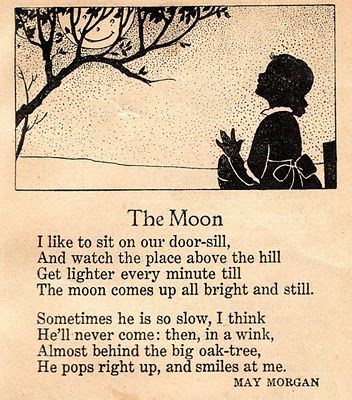 The Moon
I like to sit on our door-sill,
And watch the place above the hill
Get lighter every minute till
The moon comes up all bright and still.
Sometimes he is so slow, I think
He'll never come: then, in a wink,
Almost behind the big oak-tree,
He pops right up, and smiles at me.
MAY MORGAN